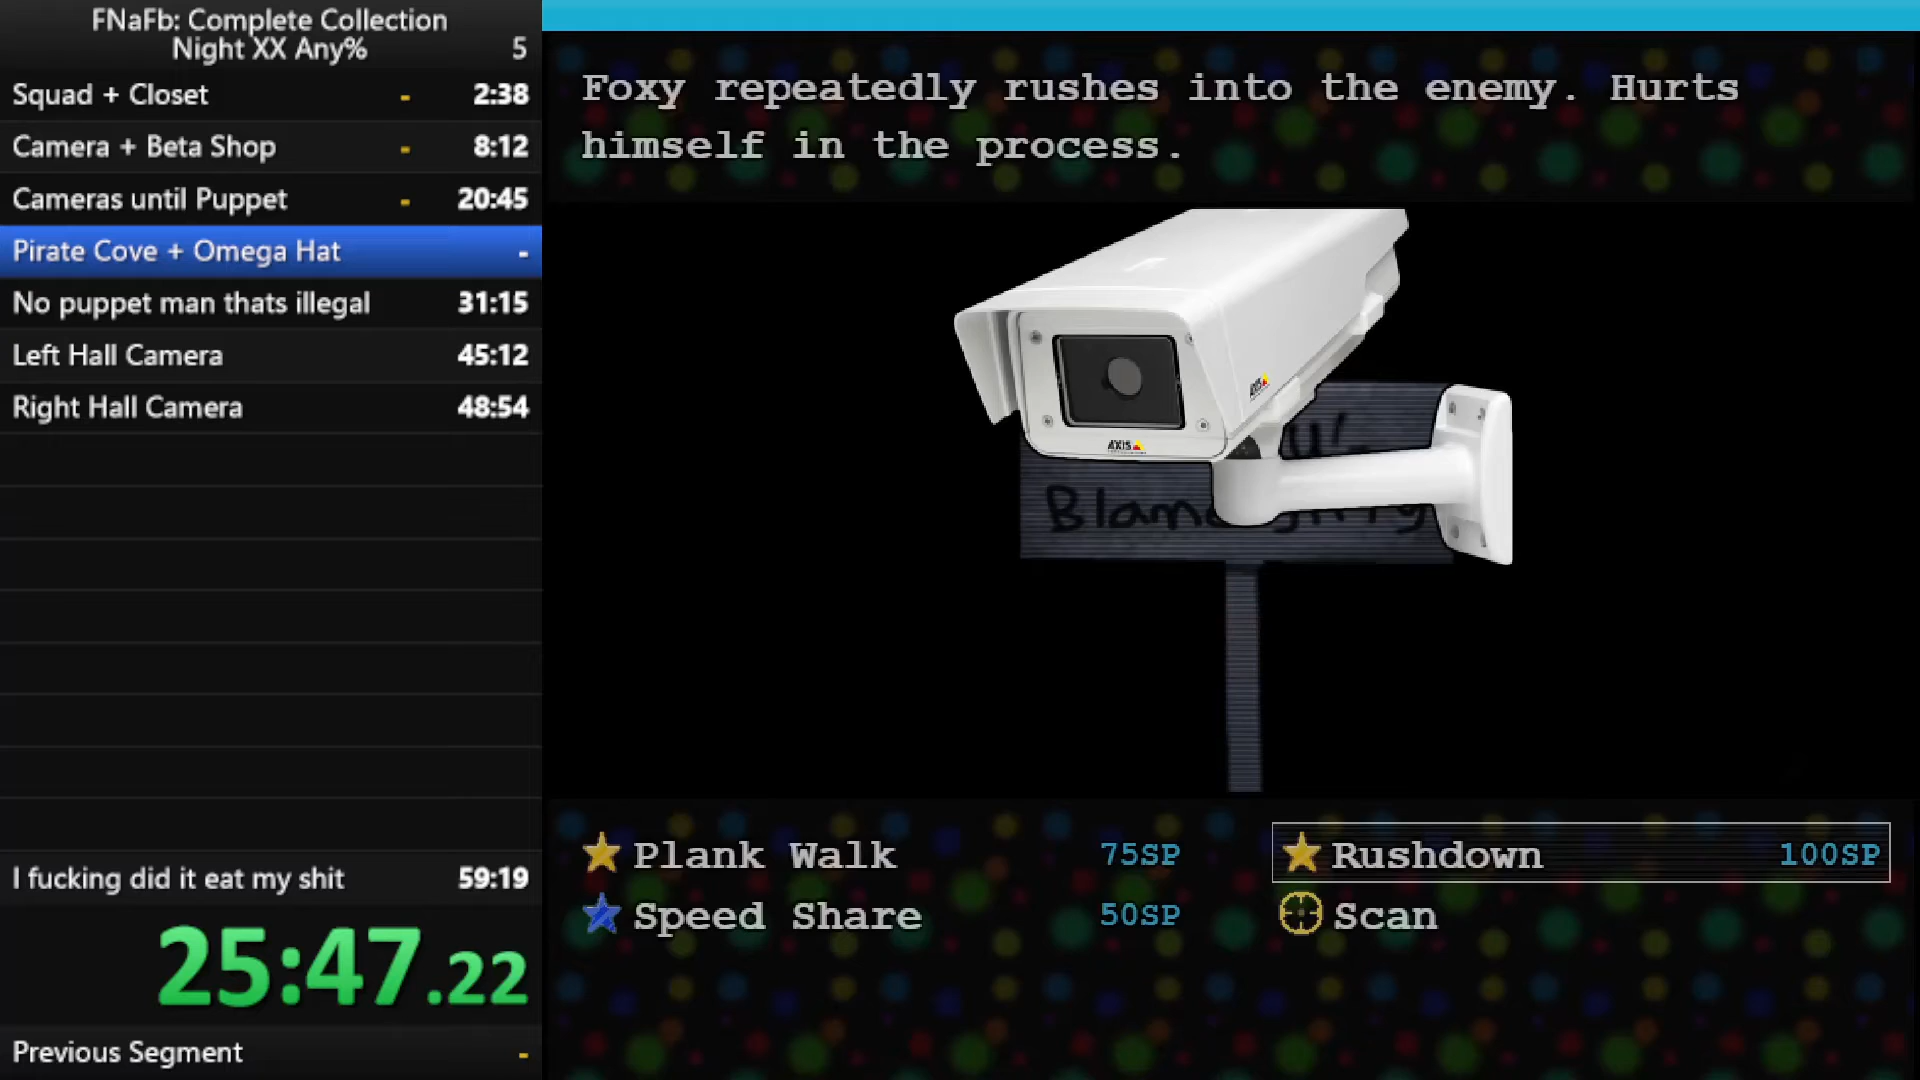 FNaFb: Complete Collection
Night XX Any% 5
Squad + Closet - 2:38
Camera + Beta Shop - 8:12
Cameras until Puppet - 20:45
Pirate Cove + Omega Hat -
No puppet man thats illegal 31:15
Left Hall Camera 45:12
Right Hall Camera 48:54
I fucking did it eat my shit 59:19
25:47.22
Previous Segment -
Foxy repeatedly rushes into the enemy. Hurts
himself in the process.
AXIS
AXIS
Plank Walk 75SP Rushdown 100SP
Speed Share 50SP Scan